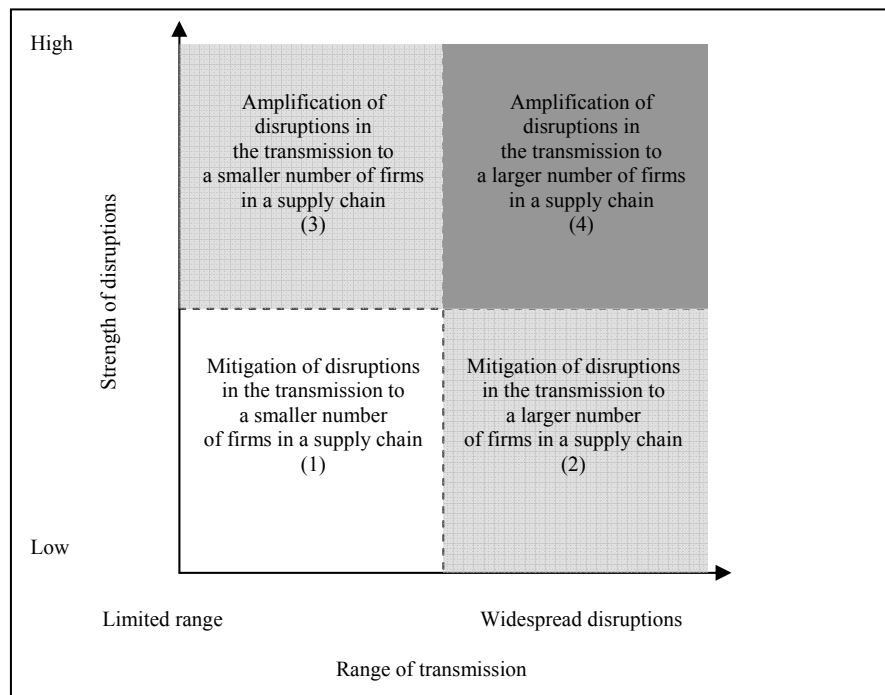 High
Amplification of
disruptions in
the transmission to
a smaller number of firms
in a supply chain
(3)
Amplification of
disruptions in
the transmission to
a larger number of firms
in a supply chain
(4)
Strength of disruptions
Mitigation of disruptions
in the transmission to
a smaller number
of firms in a supply chain
(1)
Mitigation of disruptions
in the transmission to
a larger number
of firms in a supply chain
(2)
Low
Limited range
Widespread disruptions
Range of transmission